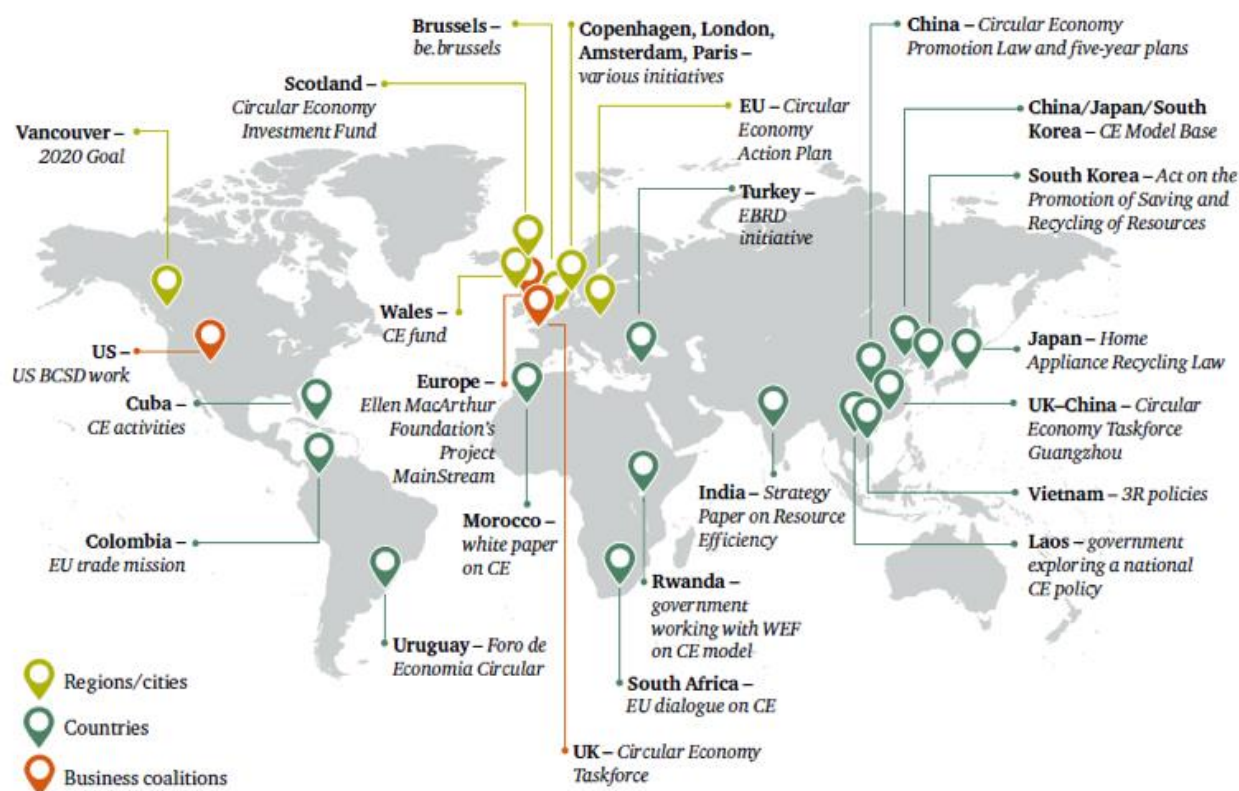 Brussels –
be.brussels
Copenhagen, London,
Amsterdam, Paris –
various initiatives
China – Circular Economy
Promotion Law and five-year plans
Scotland –
Circular Economy
Investment Fund
EU – Circular
Economy
Action Plan
China/Japan/South
Korea – CE Model Base
Vancouver –
2020 Goal
South Korea – Act on the
Promotion of Saving and
Recycling of Resources
Turkey –
EBRD
initiative
Wales –
CE fund
US –
US BCSD work
Japan – Home
Appliance Recycling Law
Cuba –
CE activities
Europe –
Ellen MacArthur
Foundation's
Project
MainStream
UK–China – Circular
Economy Taskforce
Guangzhou
India – Strategy
Paper on Resource
Efficiency
Vietnam – 3R policies
Colombia –
EU trade mission
Morocco –
white paper
on CE
Laos – government
exploring a national
CE policy
Rwanda –
government
working with WEF
on CE model
Uruguay – Foro de
Economia Circular
South Africa –
EU dialogue on CE
UK – Circular Economy
Taskforce
Regions/cities
Countries
Business coalitions